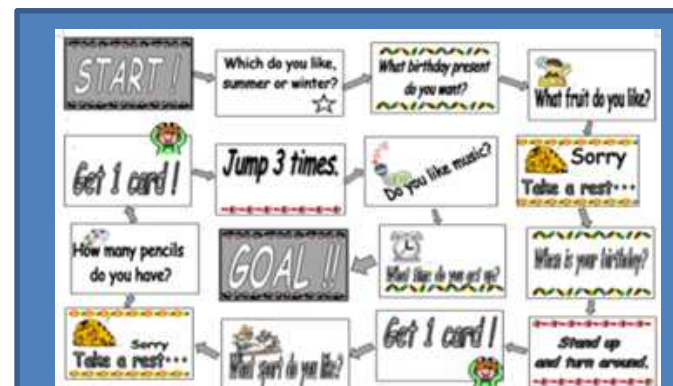 START !
Which do you like,
summer or winter?
What birthday present
do you want?
What fruit do you like?
Get 1 card !
Jump 3 times.
Do you like music?
Sorry
Take a rest…
How many pencils
do you have?
GOAL !!
What time do you get up?
When is your birthday?
Sorry
Take a rest…
What sport do you like?
Get 1 card !
Stand up
and turn around.